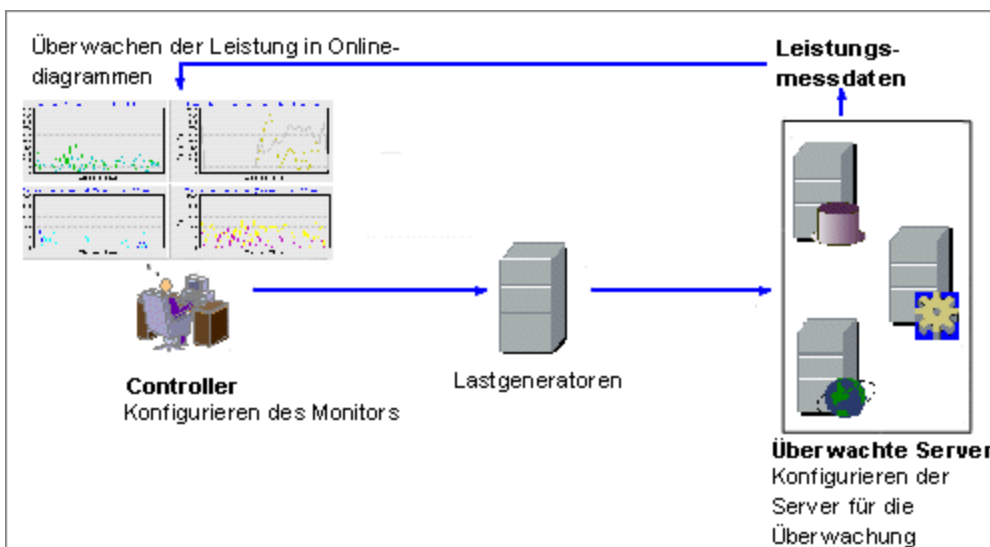 Überwachen der Leistung in Online-
diagrammen
Leistungs-
messdaten
Lastgeneratoren
Controller
Konfigurieren des Monitors
Überwachte Server
Konfigurieren der
Server für die
Überwachung